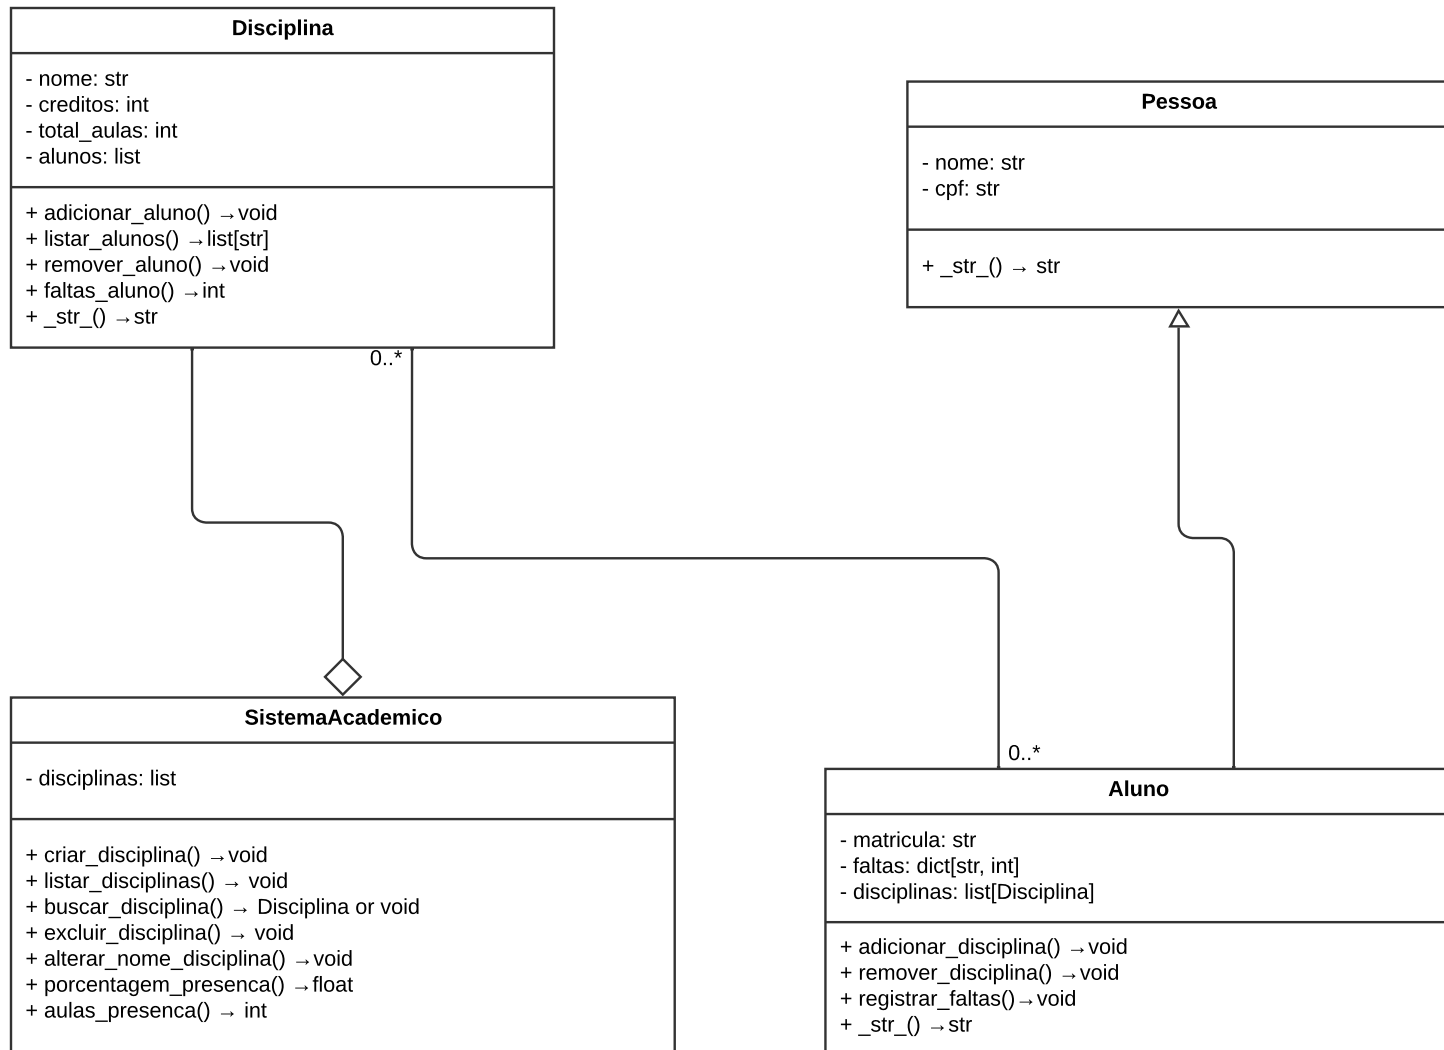 Disciplina
- nome: str
- creditos: int
- total_aulas: int
- alunos: list
+ adicionar_aluno() →void
+ listar_alunos() →list[str]
+ remover_aluno() →void
+ faltas_aluno() →int
+ _str_() →str
0..*
Pessoa
- nome: str
- cpf: str
+ _str_() → str
SistemaAcademico
- disciplinas: list
+ criar_disciplina() →void
+ listar_disciplinas() → void
+ buscar_disciplina() → Disciplina or void
+ excluir_disciplina() → void
+ alterar_nome_disciplina() →void
+ porcentagem_presenca() →float
+ aulas_presenca() → int
0..*
Aluno
- matricula: str
- faltas: dict[str, int]
- disciplinas: list[Disciplina]
+ adicionar_disciplina() →void
+ remover_disciplina() →void
+ registrar_faltas()→void
+ _str_() →str